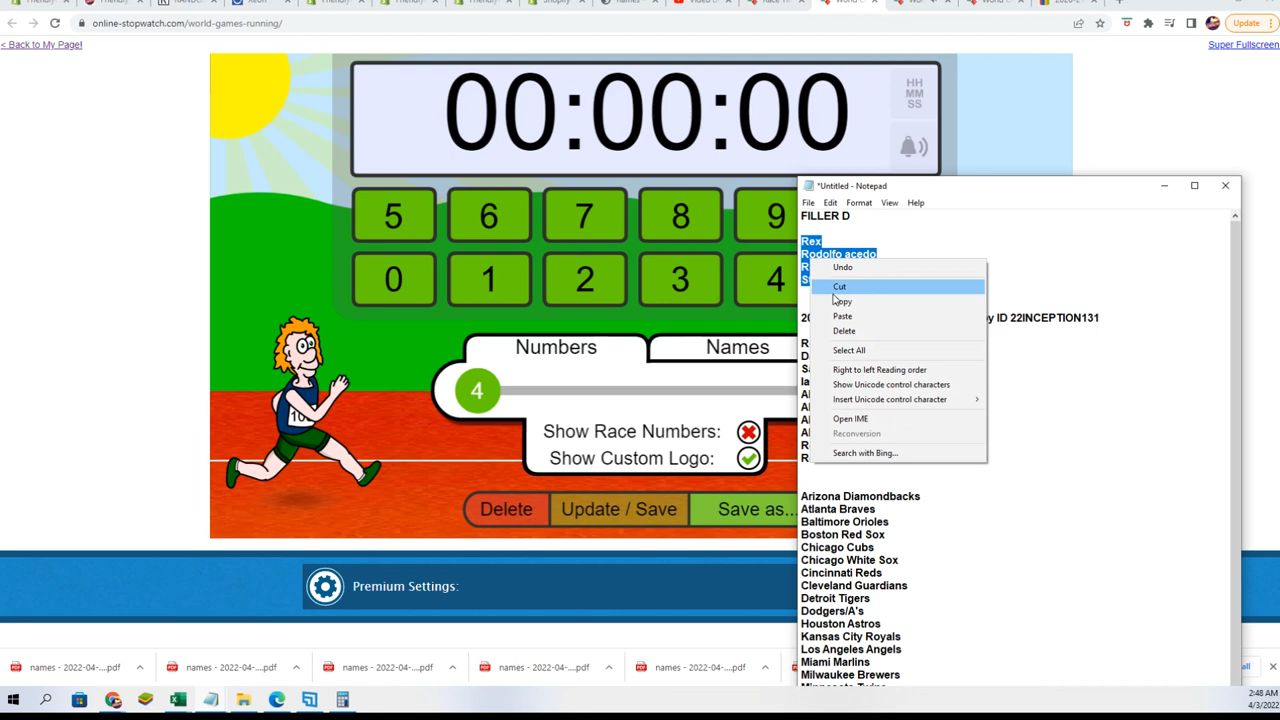 online-stopwatch.com/world-games-running/
Update
< Back to My Page!
Super Fullscreen
00:00:00
HH
MM
SS
5 6 7 8 9
0 1 2 3 4
Numbers Names
4
Show Race Numbers:
Show Custom Logo:
Delete Update / Save Save as...
Premium Settings:
*Untitled - Notepad
File Edit Format View Help
FILLER D
Rex
Rodolfo acedo
Undo
Cut
Copy
Paste
Delete
Select All
Right to left Reading order
Show Unicode control characters
Insert Unicode control character
Open IME
Reconversion
Search with Bing...
ID 22INCEPTION131
Arizona Diamondbacks
Atlanta Braves
Baltimore Orioles
Boston Red Sox
Chicago Cubs
Chicago White Sox
Cincinnati Reds
Cleveland Guardians
Detroit Tigers
Dodgers/A's
Houston Astros
Kansas City Royals
Los Angeles Angels
Miami Marlins
Milwaukee Brewers
names - 2022-04-....pdf
names - 2022-04-....pdf
names - 2022-04-....pdf
names - 2022-04-....pdf
names - 2022-04-....pdf
2:48 AM
4/3/2022